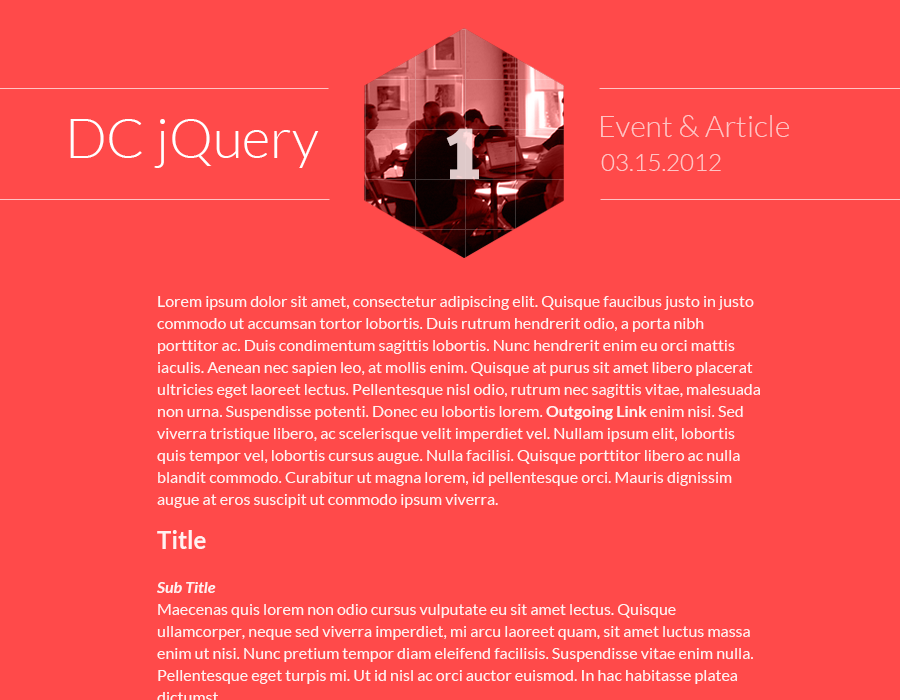 DC jQuery
1
Event & Article
03.15.2012
Lorem ipsum dolor sit amet, consectetur adipiscing elit. Quisque faucibus justo in justo
commodo ut accumsan tortor lobortis. Duis rutrum hendrerit odio, a porta nibh
porttitor ac. Duis condimentum sagittis lobortis. Nunc hendrerit enim eu orci mattis
iaculis. Aenean nec sapien leo, at mollis enim. Quisque at purus sit amet libero placerat
ultricies eget laoreet lectus. Pellentesque nisl odio, rutrum nec sagittis vitae, malesuada
non urna. Suspendisse potenti. Donec eu lobortis lorem. Outgoing Link enim nisi. Sed
viverra tristique libero, ac scelerisque velit imperdiet vel. Nullam ipsum elit, lobortis
quis tempor vel, lobortis cursus augue. Nulla facilisi. Quisque porttitor libero ac nulla
blandit commodo. Curabitur ut magna lorem, id pellentesque orci. Mauris dignissim
augue at eros suscipit ut commodo ipsum viverra.
Title
Sub Title
Maecenas quis lorem non odio cursus vulputate eu sit amet lectus. Quisque
ullamcorper, neque sed viverra imperdiet, mi arcu laoreet quam, sit amet luctus massa
enim ut nisi. Nunc pretium tempor diam eleifend facilisis. Suspendisse vitae enim nulla.
Pellentesque eget turpis mi. Ut id nisl ac orci auctor euismod. In hac habitasse platea
dictumst.